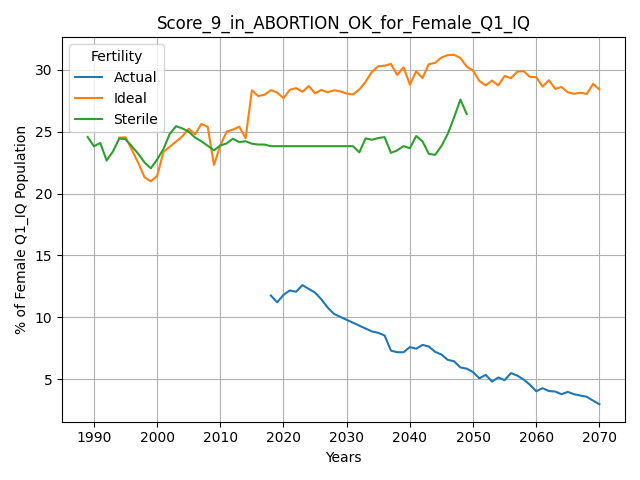 Score_9_in_ABORTION_OK_for_Female_Q1_IQ
Fertility
Actual
Ideal
Sterile
% of Female Q1_IQ Population
30
25
20
15
10
5
1990 2000 2010 2020 2030 2040 2050 2060 2070
Years